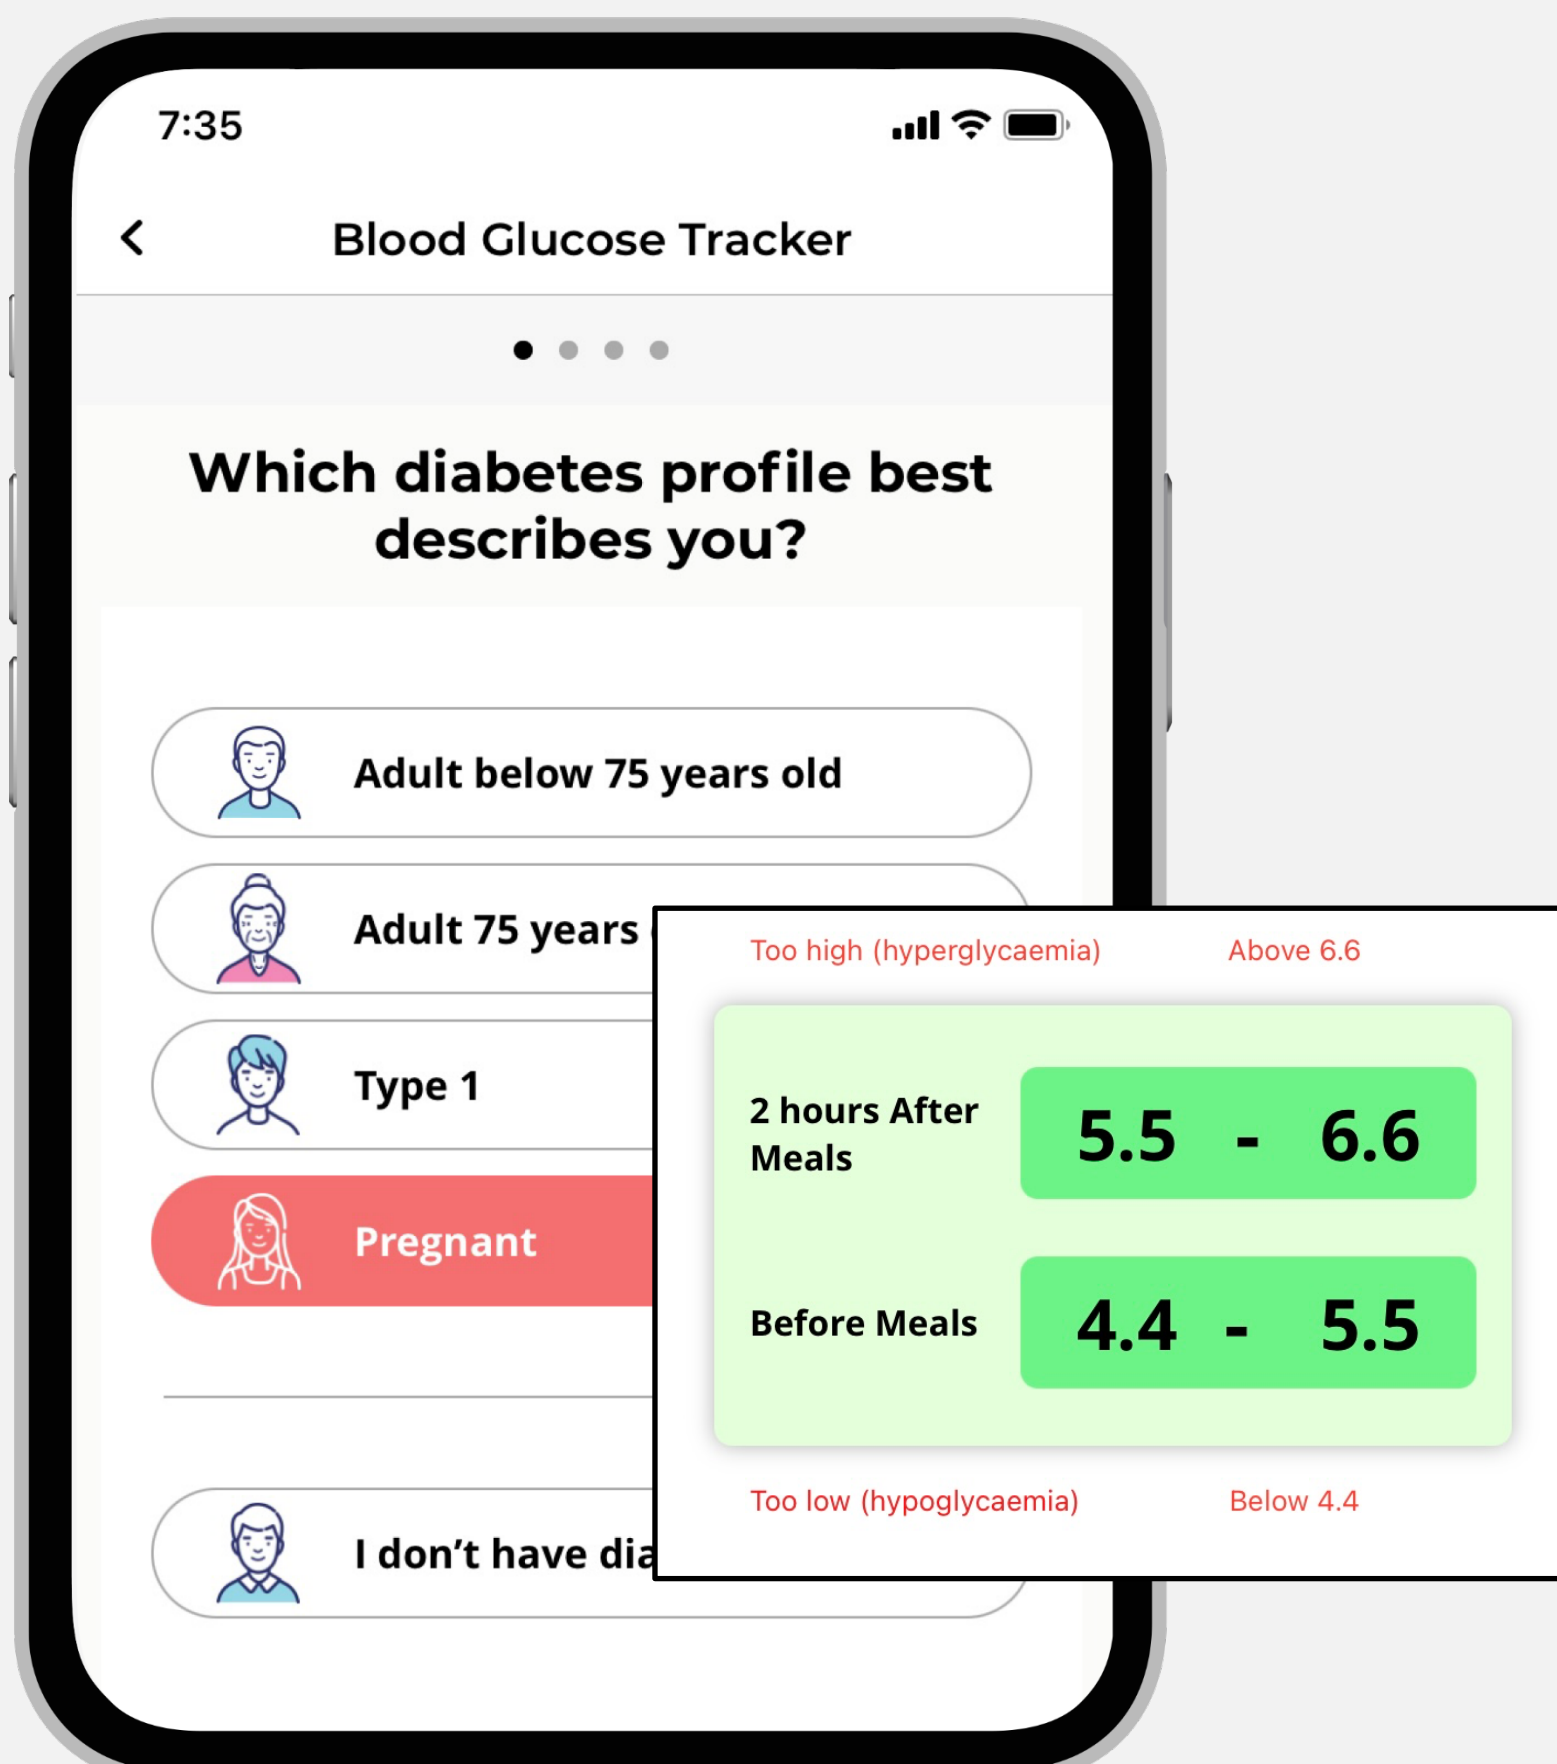 7:35
Blood Glucose Tracker
Which diabetes profile best
describes you?
Adult below 75 years old
Adult 75 years
Type 1
Pregnant
I don’t have
Too high (hyperglycaemia) Above 6.6
2 hours After
Meals
5.5 - 6.6
Before Meals 4.4 - 5.5
Too low (hypoglycaemia) Below 4.4